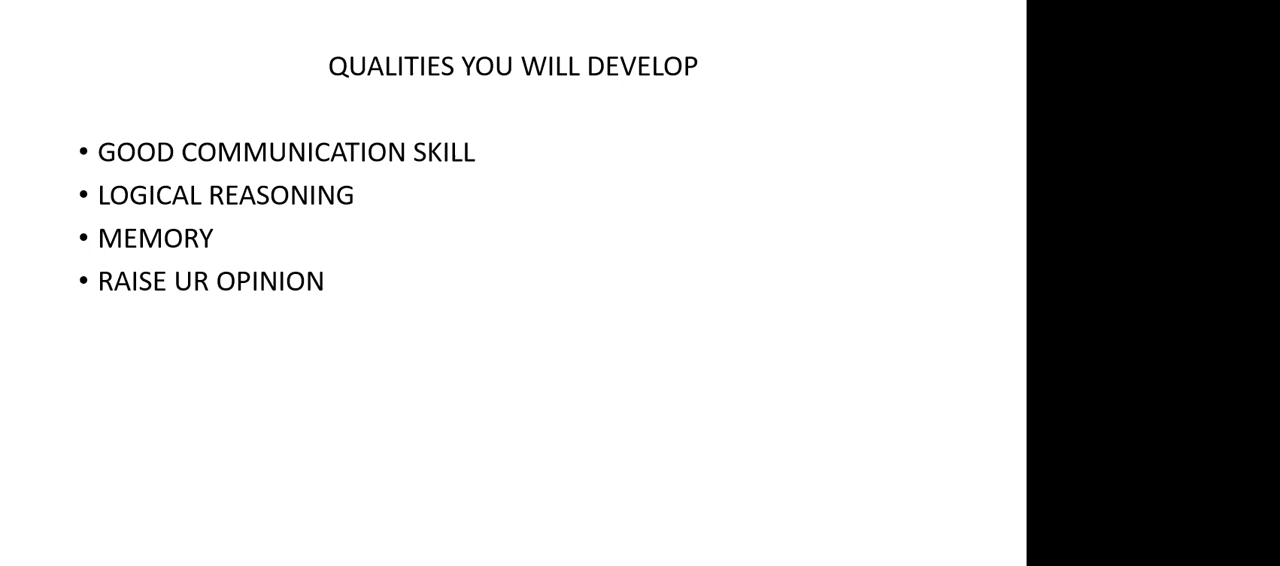 QUALITIES YOU WILL DEVELOP
• GOOD COMMUNICATION SKILL
• LOGICAL REASONING
• MEMORY
• RAISE UR OPINION